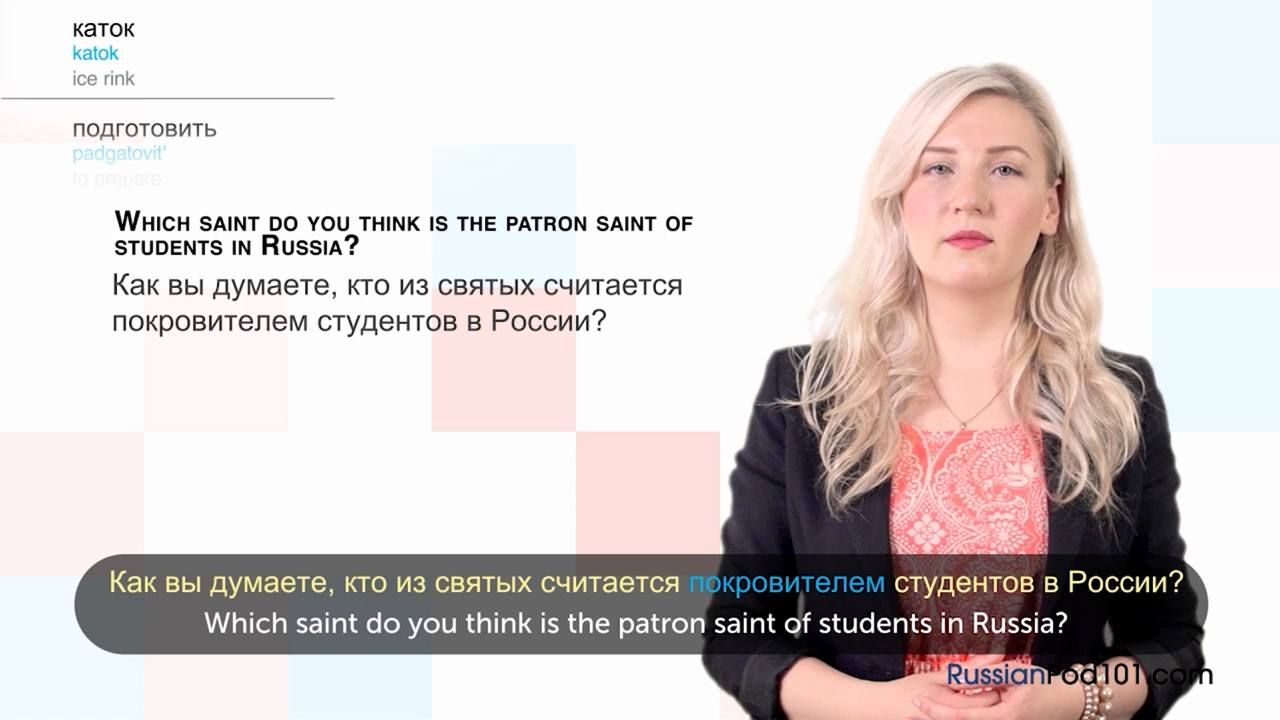 каток
katok
ice rink
подготовить
padgatovit'
to prepare
Which saint do you think is the patron saint of
students in Russia?
Как вы думаете, кто из святых считается
покровителем студентов в России?
Как вы думаете, кто из святых считается покровителем студентов в России?
Which saint do you think is the patron saint of students in Russia?
RussianPod101.com